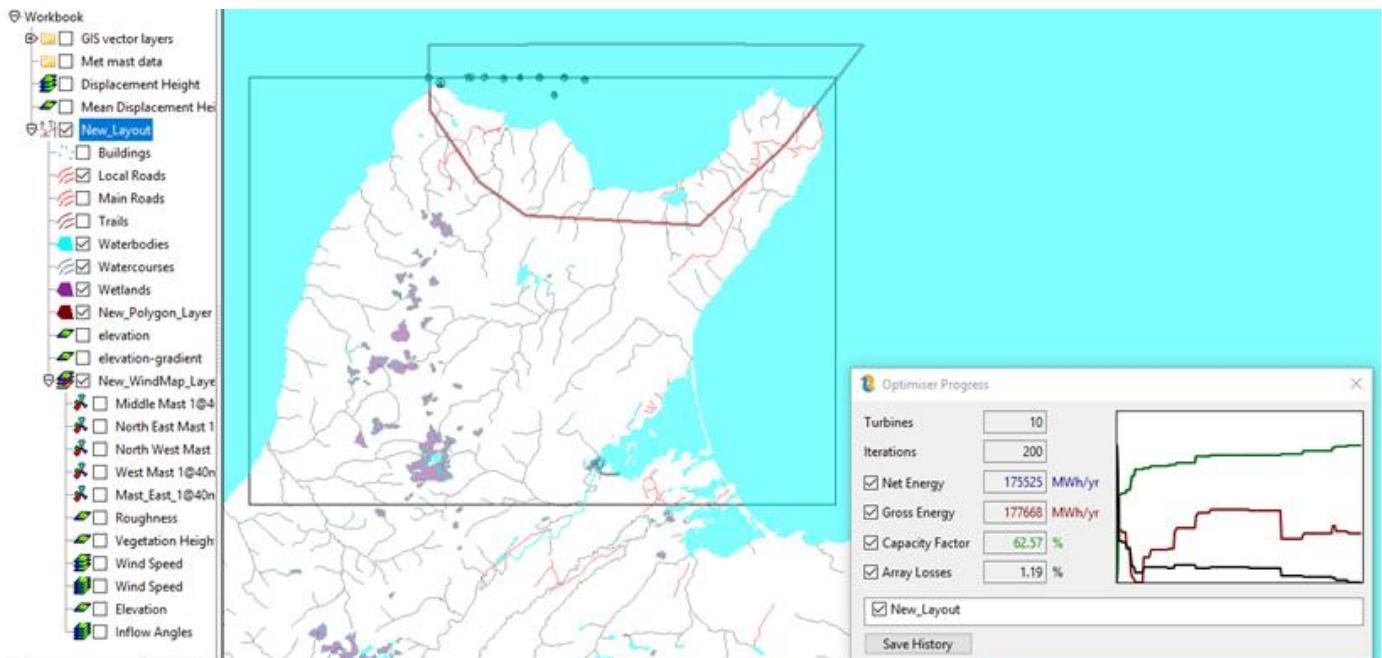 Workbook
GIS vector layers
Met mast data
Displacement Height
Mean Displacement Hei
New_Layout
Buildings
Local Roads
Main Roads
Trails
Waterbodies
Watercourses
Wetlands
New_Polygon_Layer
elevation
elevation-gradient
New_WindMap_Laye
Middle Mast 1@4
North East Mast 1
North West Mast
West Mast 1@40n
Mast_East_1@40n
Roughness
Vegetation Heigh
Wind Speed
Wind Speed
Elevation
Inflow Angles
Optimiser Progress
Turbines 10
Iterations 200
Net Energy 175525 MWh/yr
Gross Energy 177668 MWh/yr
Capacity Factor 62.57 %
Array Losses 1.19 %
New_Layout
Save History